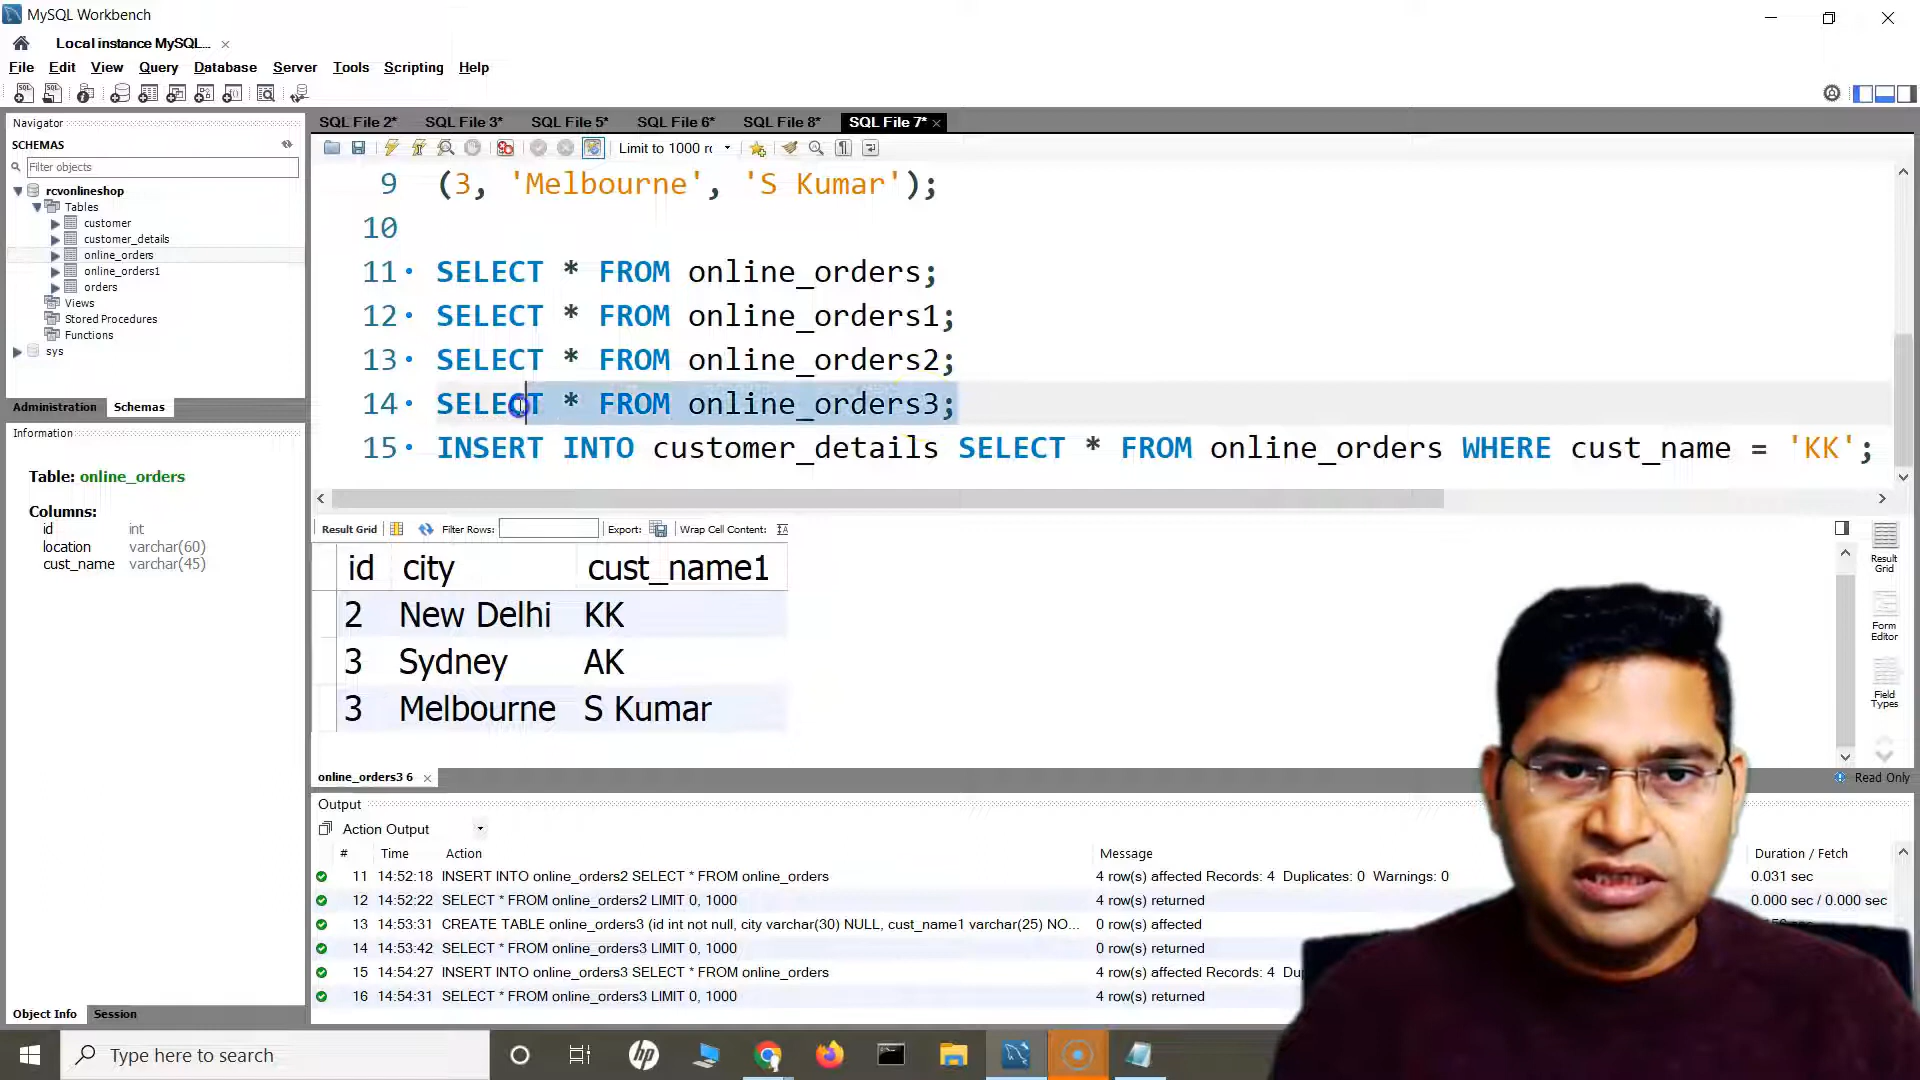 MySQL Workbench
Local instance MySQL...
File Edit View Query Database Server Tools Scripting Help
Navigator
SCHEMAS
Filter objects
rcvonlineshop
Tables
customer
customer_details
online_orders
online_orders1
orders
Views
Stored Procedures
Functions
sys
Administration Schemas
Information
Table: online_orders
Columns:
id int
location varchar(60)
cust_name varchar(45)
Object Info Session
SQL File 2* SQL File 3* SQL File 5* SQL File 6* SQL File 8* SQL File 7*
Limit to 1000 rc
9 (3, 'Melbourne', 'S Kumar');
10
11 SELECT * FROM online_orders;
12 SELECT * FROM online_orders1;
13 SELECT * FROM online_orders2;
14 SELECT * FROM online_orders3;
15 INSERT INTO customer_details SELECT * FROM online_orders WHERE cust_name = 'KK';
Result Grid Filter Rows: Export: Wrap Cell Content:
id city cust_name1
2 New Delhi KK
3 Sydney AK
3 Melbourne S Kumar
Result Grid
Form Editor
Field Types
online_orders3 6
Read Only
Output
Action Output
# Time Action Message Duration / Fetch
11 14:52:18 INSERT INTO online_orders2 SELECT * FROM online_orders 4 row(s) affected Records: 4 Duplicates: 0 Warnings: 0 0.031 sec
12 14:52:22 SELECT * FROM online_orders2 LIMIT 0, 1000 4 row(s) returned 0.000 sec / 0.000 sec
13 14:53:31 CREATE TABLE online_orders3 (id int not null, city varchar(30) NULL, cust_name1 varchar(25) NO... 0 row(s) affected
14 14:53:42 SELECT * FROM online_orders3 LIMIT 0, 1000 0 row(s) returned
15 14:54:27 INSERT INTO online_orders3 SELECT * FROM online_orders 4 row(s) affected Records: 4 Du
16 14:54:31 SELECT * FROM online_orders3 LIMIT 0, 1000 4 row(s) returned
Type here to search
hp